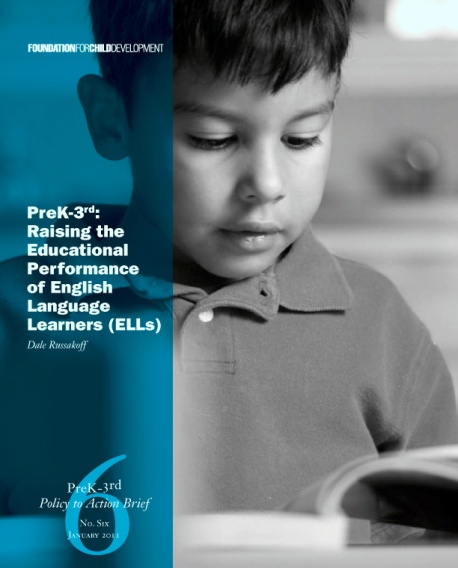 FOUNDATIONFORCHILDDEVELOPMENT
PreK-3rd:
Raising the
Educational
Performance
of English
Language
Learners (ELLs)
Dale Russakoff
6
PreK-3rd
Policy to Action Brief
No. Six
January 2011